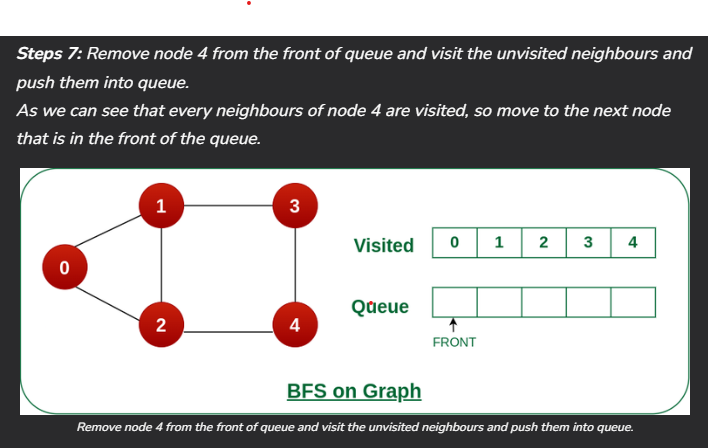 Steps 7: Remove node 4 from the front of queue and visit the unvisited neighbours and
push them into queue.
As we can see that every neighbours of node 4 are visited, so move to the next node
that is in the front of the queue.
1
3
0
2
4
Visited 0 1 2 3 4
Queue
FRONT
BFS on Graph
Remove node 4 from the front of queue and visit the unvisited neighbours and push them into queue.